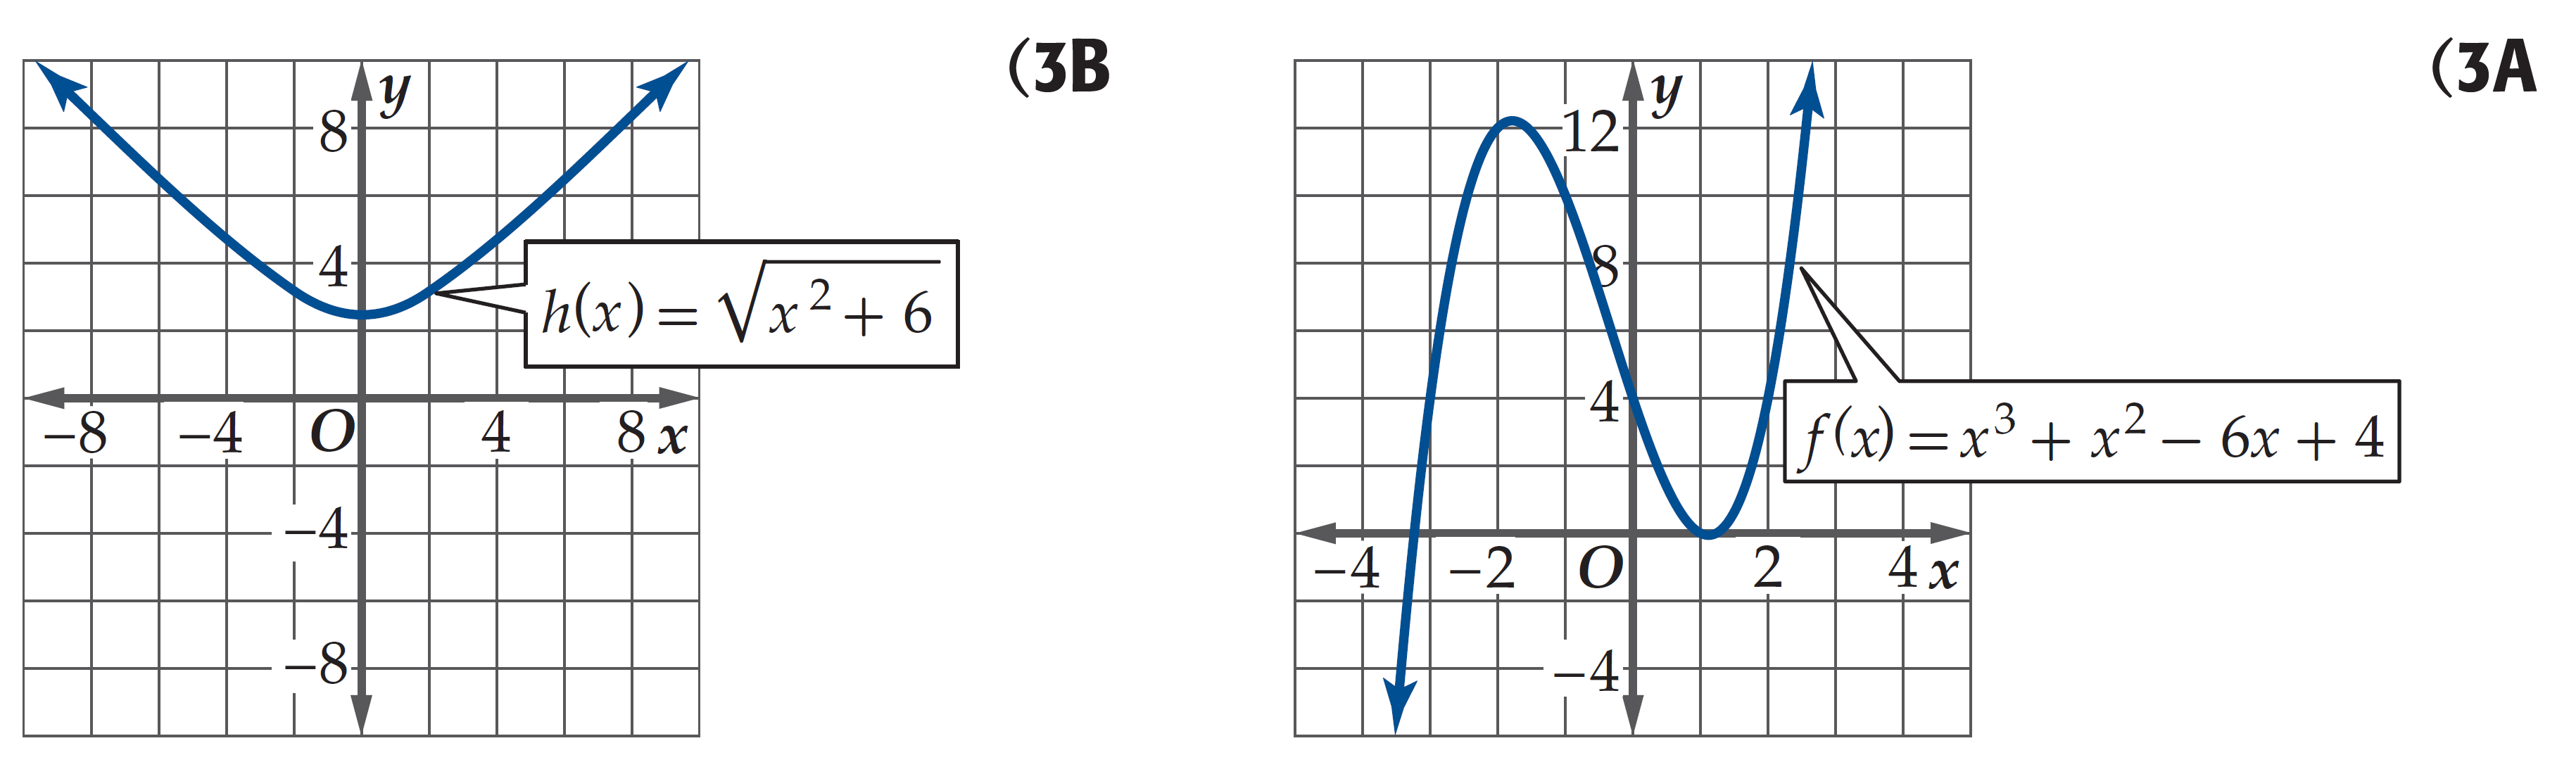 (3A
y
12
8
4
-4
-4
-2
O
2
4
x
f(x) = x³ + x² − 6x + 4
(3B
y
8
4
-4
-8
-8
-4
O
4
8
x
h(x) = √(x² + 6)